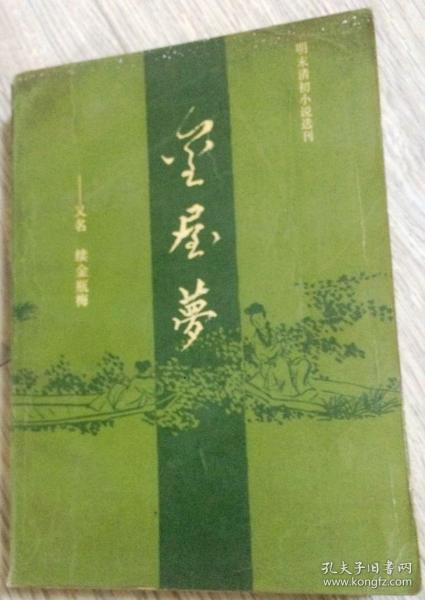 明末清初小说选刊
金屋夢
——又名 续金瓶梅
孔夫子旧书网
www.kongfz.com